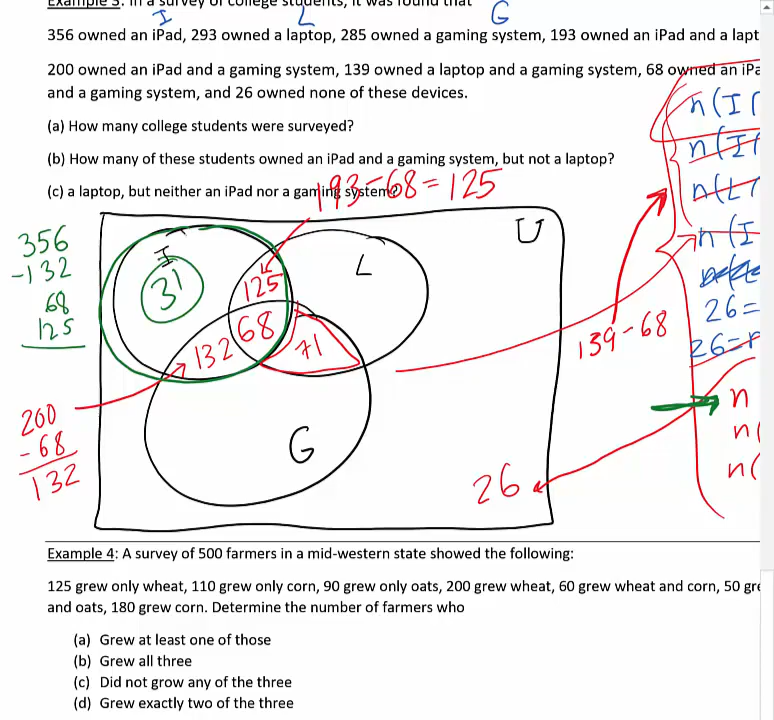 Example 3: In a survey of college students, it was found that
I L G
356 owned an iPad, 293 owned a laptop, 285 owned a gaming system, 193 owned an iPad and a lapt
200 owned an iPad and a gaming system, 139 owned a laptop and a gaming system, 68 owned an iPa
and a gaming system, and 26 owned none of these devices.
(a) How many college students were surveyed?
(b) How many of these students owned an iPad and a gaming system, but not a laptop?
(c) a laptop, but neither an iPad nor a gaming system?
193-68=125
n(I
n(I
n(L
n(I
26=
26=n
n
n(
n(
356
-132
68
125
I
31
125
L
U
132
68
71
G
139-68
200
-68
132
26
Example 4: A survey of 500 farmers in a mid-western state showed the following:
125 grew only wheat, 110 grew only corn, 90 grew only oats, 200 grew wheat, 60 grew wheat and corn, 50 gre
and oats, 180 grew corn. Determine the number of farmers who
(a) Grew at least one of those
(b) Grew all three
(c) Did not grow any of the three
(d) Grew exactly two of the three